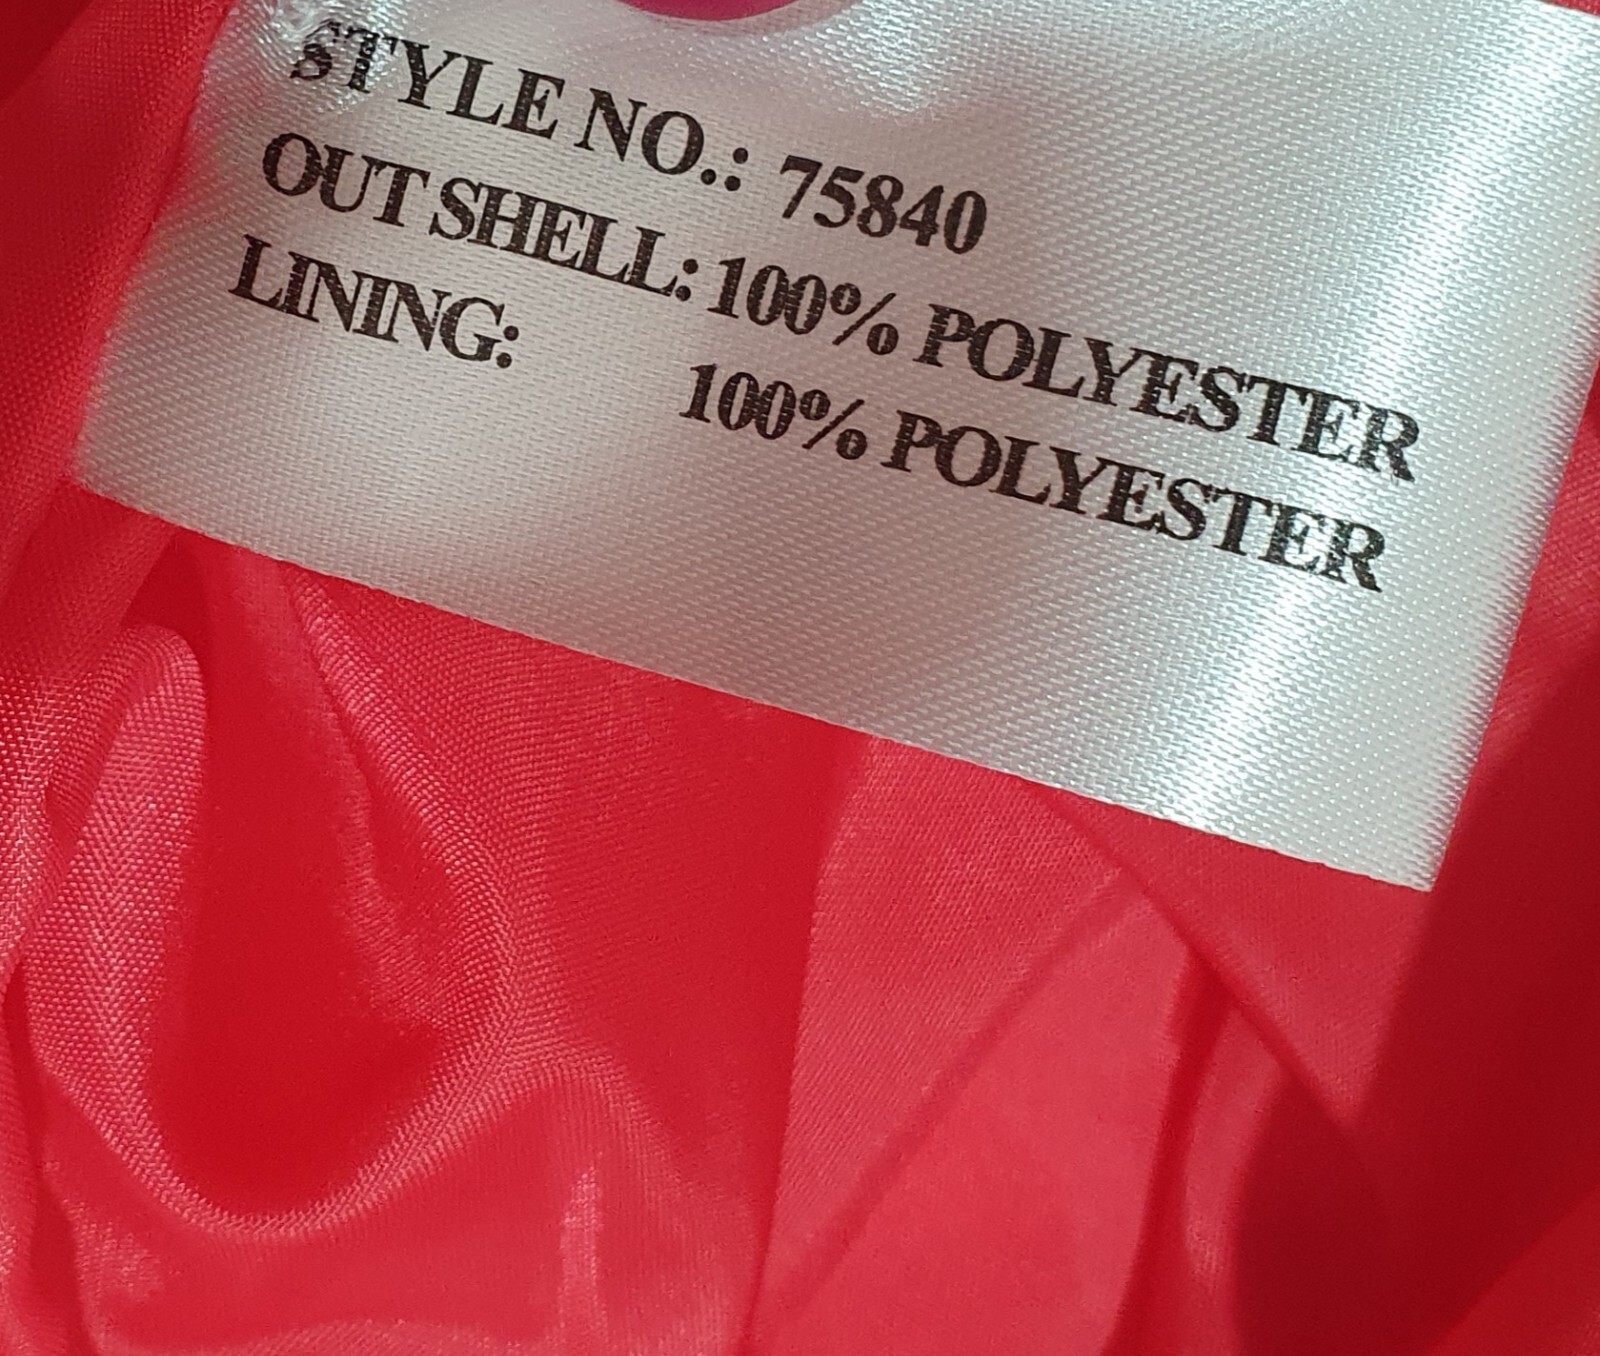 STYLE NO.: 75840
OUT SHELL: 100% POLYESTER
LINING: 100% POLYESTER